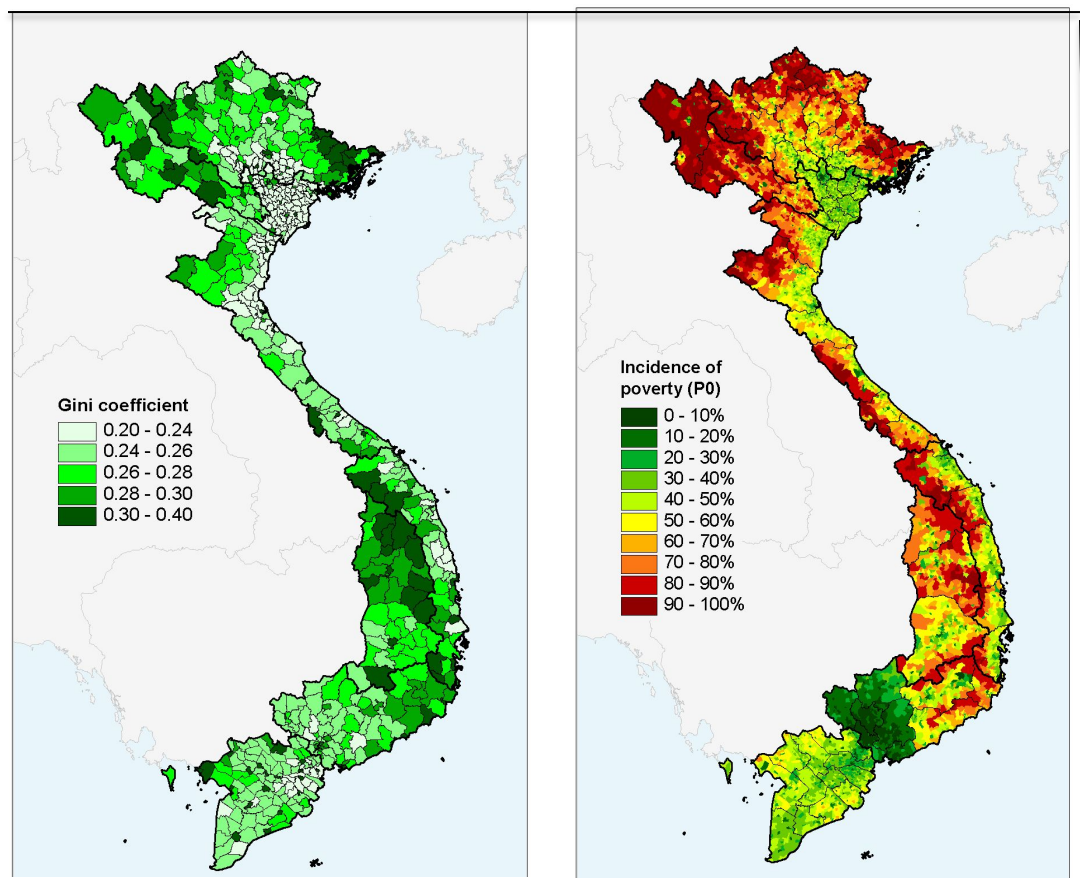 Gini coefficient
0.20 - 0.24
0.24 - 0.26
0.26 - 0.28
0.28 - 0.30
0.30 - 0.40
Incidence of
poverty (P0)
0 - 10%
10 - 20%
20 - 30%
30 - 40%
40 - 50%
50 - 60%
60 - 70%
70 - 80%
80 - 90%
90 - 100%